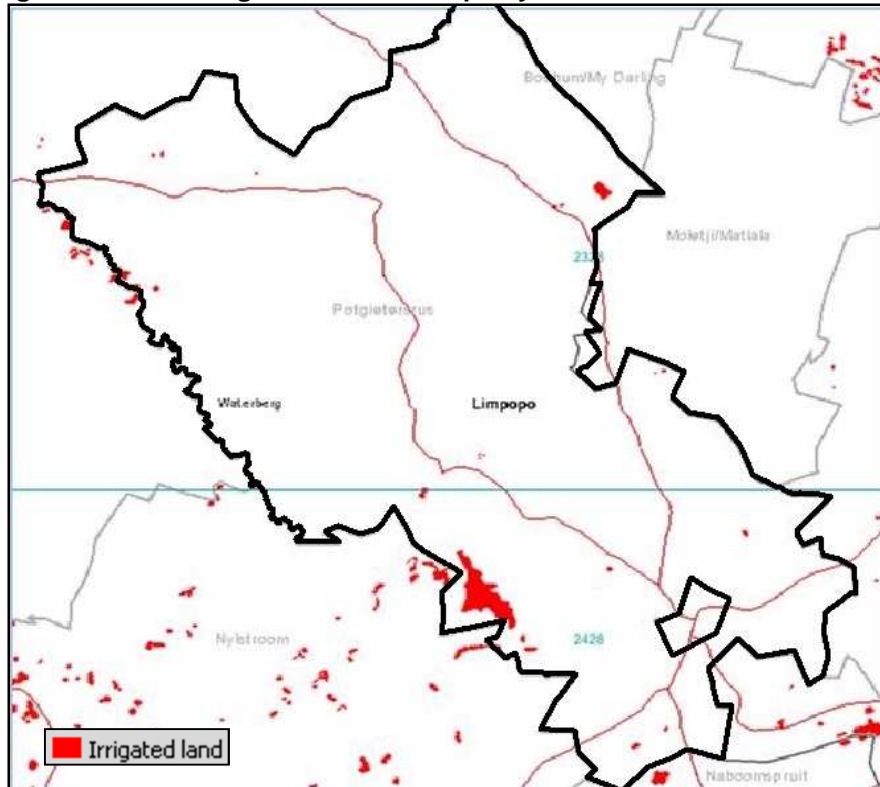 Bochum/My Darling
Moletji/Matlala
2328
Potgietersrus
Waterberg
Limpopo
Nylstroom
2428
Irrigated land
Naboomspruit